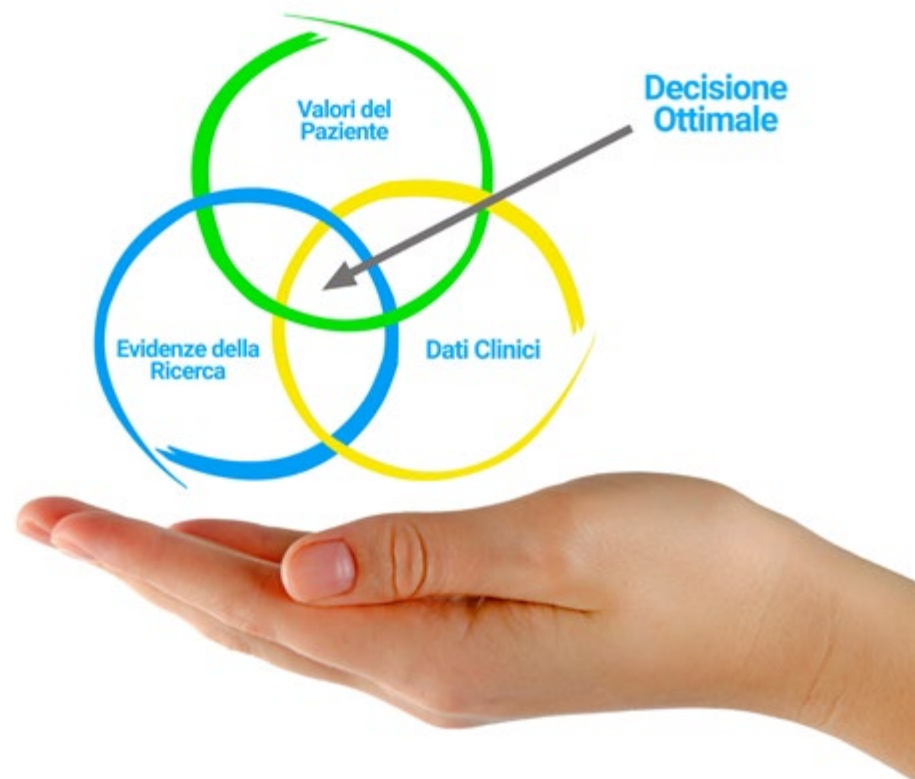 Valori del
Paziente
Decisione
Ottimale
Evidenze della
Ricerca
Dati Clinici